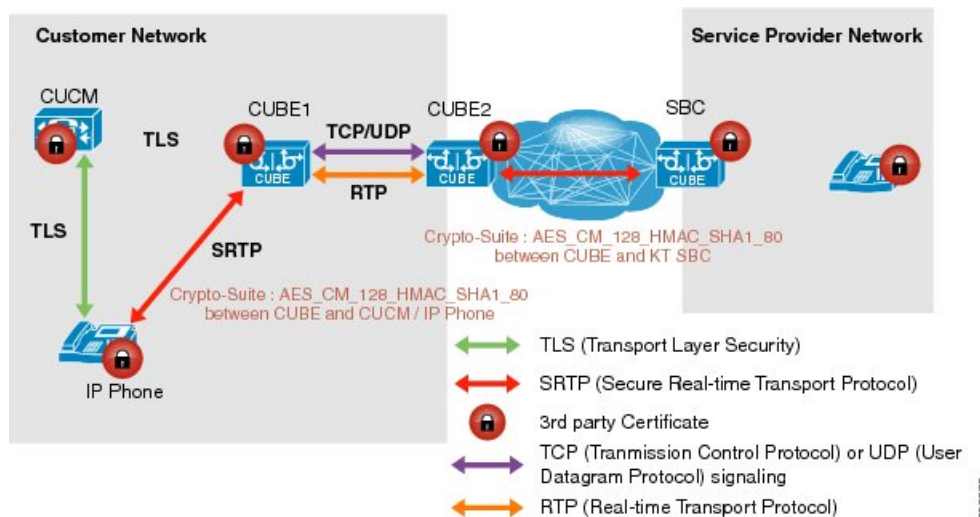 Customer Network
Service Provider Network
CUCM
CUBE1
CUBE2
SBC
TLS
TCP/UDP
CUBE
CUBE
CUBE
RTP
TLS
SRTP
Crypto-Suite : AES_CM_128_HMAC_SHA1_80
between CUBE and KT SBC
Crypto-Suite : AES_CM_128_HMAC_SHA1_80
between CUBE and CUCM / IP Phone
IP Phone
TLS (Transport Layer Security)
SRTP (Secure Real-time Transport Protocol)
3rd party Certificate
TCP (Tranmission Control Protocol) or UDP (User
Datagram Protocol) signaling
RTP (Real-time Transport Protocol)